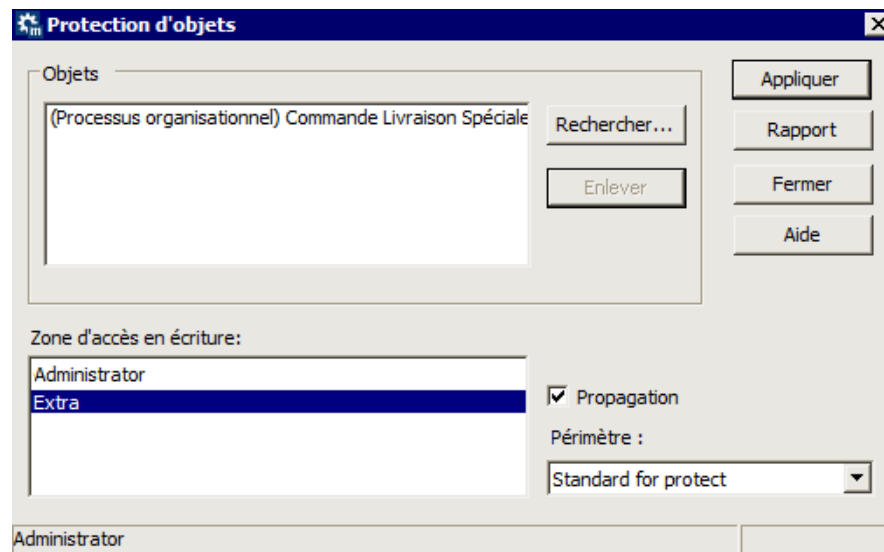 Protection d'objets
Objets
(Processus organisationnel) Commande Livraison Spéciale
Rechercher...
Enlever
Appliquer
Rapport
Fermer
Aide
Zone d'accès en écriture:
Administrator
Extra
Propagation
Périmètre :
Standard for protect
Administrator